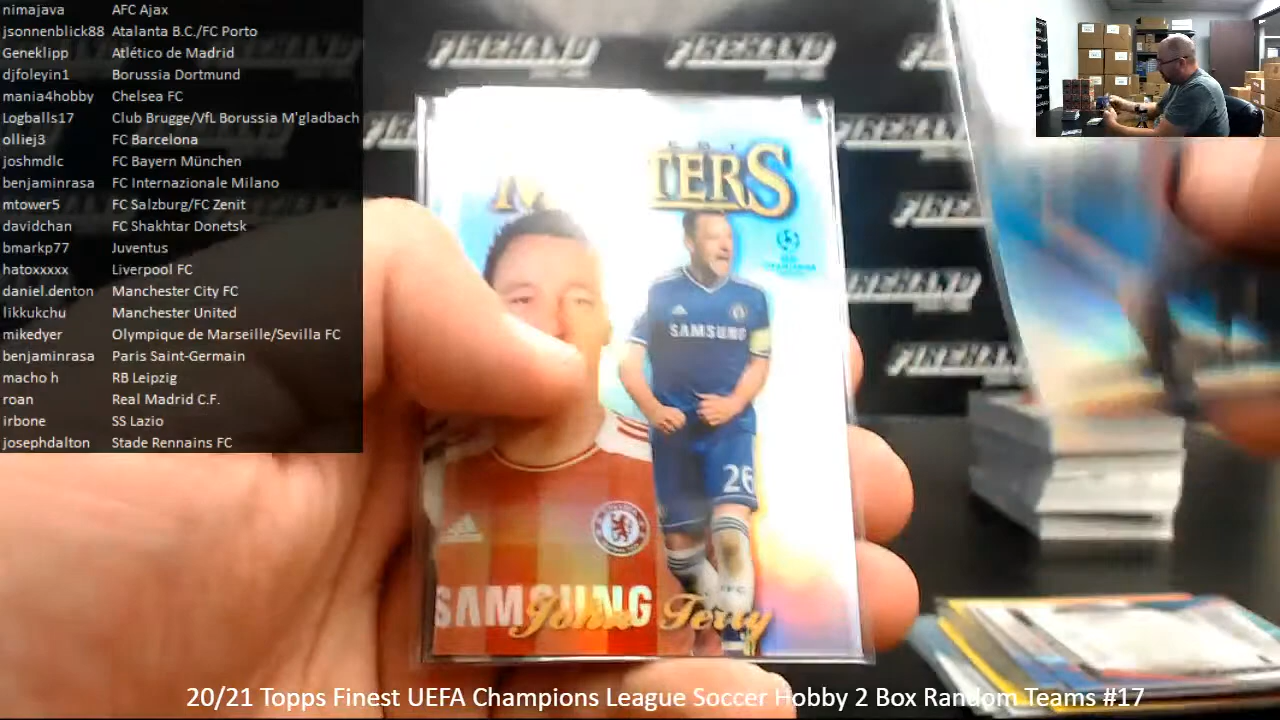 nimajava AFC Ajax
jsonnenblick88 Atalanta B.C./FC Porto
Geneklipp Atlético de Madrid
djfoleyin1 Borussia Dortmund
mania4hobby Chelsea FC
Logballs17 Club Brugge/VfL Borussia M'gladbach
olliej3 FC Barcelona
joshmdlc FC Bayern München
benjaminrasa FC Internazionale Milano
mtower5 FC Salzburg/FC Zenit
davidchan FC Shakhtar Donetsk
bmarkp77 Juventus
hatoxxxxx Liverpool FC
daniel.denton Manchester City FC
likkukchu Manchester United
mikedyer Olympique de Marseille/Sevilla FC
benjaminrasa Paris Saint-Germain
macho h RB Leipzig
roan Real Madrid C.F.
irbone SS Lazio
josephdalton Stade Rennains FC
FIREHAND FIREHAND
SAMSUNG
26
SAMSUNG
John Terry
20/21 Topps Finest UEFA Champions League Soccer Hobby 2 Box Random Teams #17